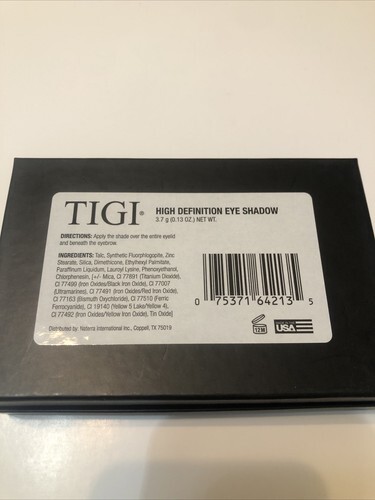 TIGI®
HIGH DEFINITION EYE SHADOW
3.7 g (0.13 OZ.) NET WT.
DIRECTIONS: Apply the shade over the entire eyelid
and beneath the eyebrow.
INGREDIENTS: Talc, Synthetic Fluorphlogopite, Zinc
Stearate, Silica, Dimethicone, Ethylhexyl Palmitate,
Paraffinum Liquidum, Lauroyl Lysine, Phenoxyethanol,
Chlorphenesin, [+/- Mica, CI 77891 (Titanium Dioxide),
CI 77499 (Iron Oxides/Black Iron Oxide), CI 77007
(Ultramarines), CI 77491 (Iron Oxides/Red Iron Oxide),
CI 77163 (Bismuth Oxychloride), CI 77510 (Ferric
Ferrocyanide), CI 19140 (Yellow 5 Lake/Yellow 4),
CI 77492 (Iron Oxides/Yellow Iron Oxide), Tin Oxide]
Distributed by: Naterra International Inc., Coppell, TX 75019
0 75371 64213 5
12M
USA